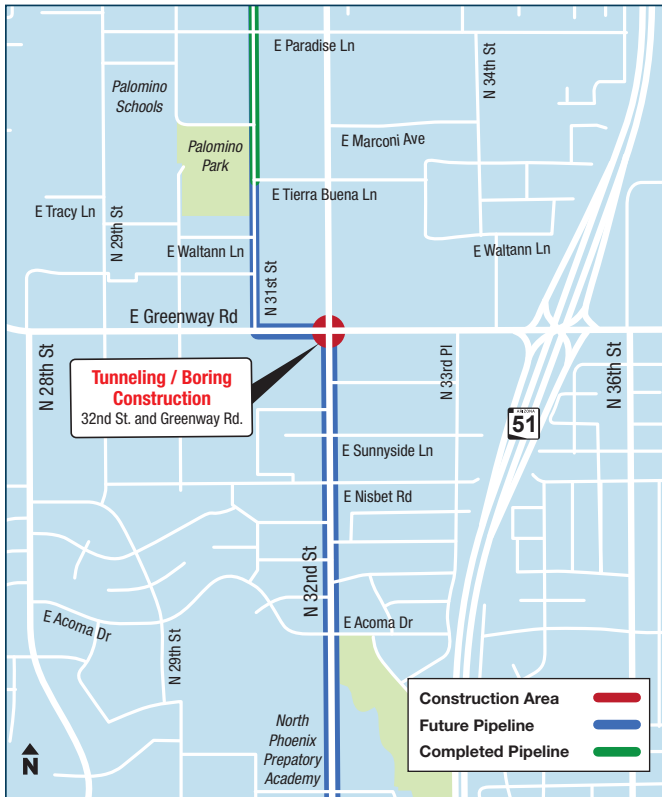 E Paradise Ln
N 34th St
Palomino
Schools
E Marconi Ave
Palomino
Park
E Tierra Buena Ln
E Tracy Ln
N 29th St
E Waltann Ln
E Waltann Ln
N 31st St
E Greenway Rd
N 28th St
N 33rd Pl
N 36th St
Tunneling / Boring
Construction
32nd St. and Greenway Rd.
ARIZONA
51
E Sunnyside Ln
E Nisbet Rd
N 32nd St
E Acoma Dr
E Acoma Dr
N 29th St
Construction Area
Future Pipeline
Completed Pipeline
North
Phoenix
Prepatory
Academy
N